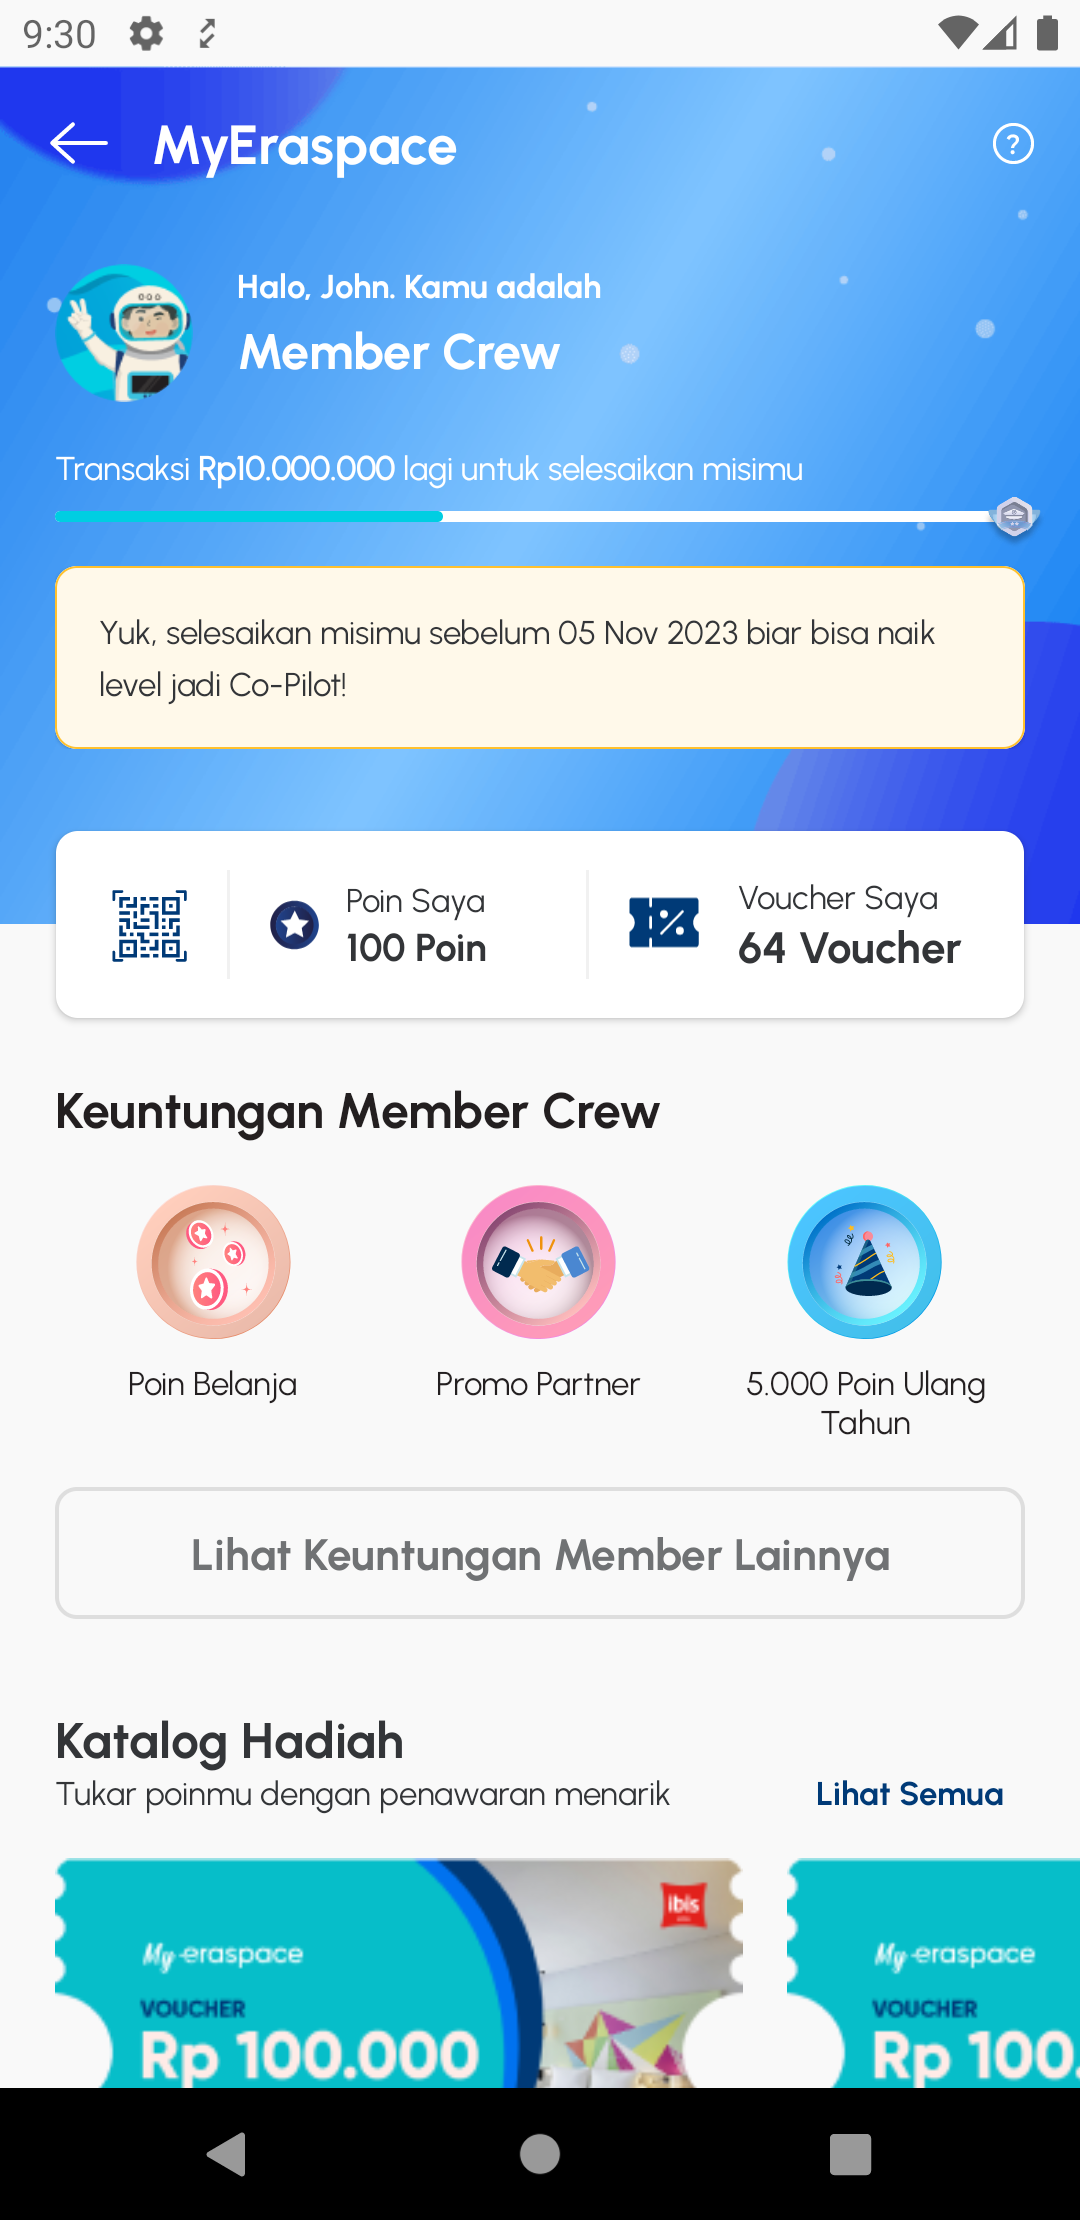 9:30
MyEraspace
?
Halo, John. Kamu adalah
Member Crew
Transaksi Rp10.000.000 lagi untuk selesaikan misimu
Yuk, selesaikan misimu sebelum 05 Nov 2023 biar bisa naik
level jadi Co-Pilot!
Poin Saya
100 Poin
Voucher Saya
64 Voucher
Keuntungan Member Crew
Poin Belanja
Promo Partner
5.000 Poin Ulang
Tahun
Lihat Keuntungan Member Lainnya
Katalog Hadiah
Tukar poinmu dengan penawaran menarik
Lihat Semua
My eraspace
VOUCHER
Rp 100.000
ibis
My eraspace
VOUCHER
Rp 100.